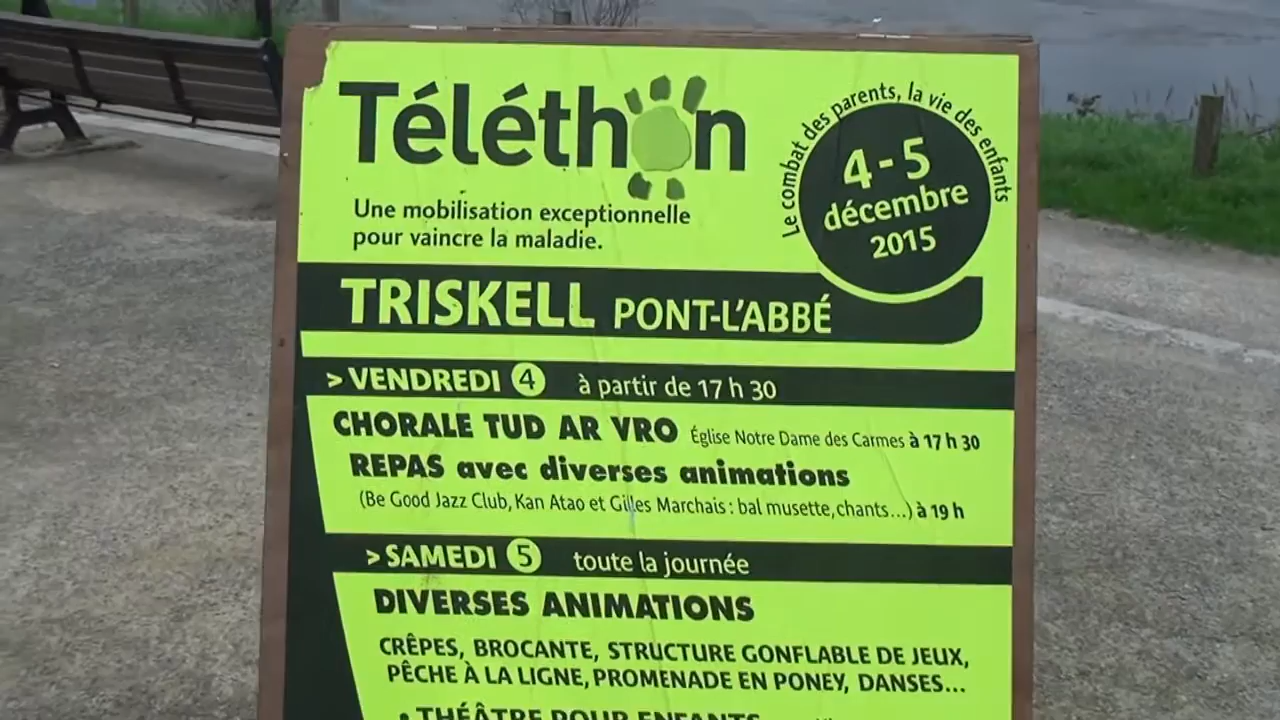 Téléthon
Une mobilisation exceptionnelle
pour vaincre la maladie.
Le combat des parents, la vie des enfants
4-5
décembre
2015
TRISKELL PONT-L'ABBÉ
> VENDREDI 4 à partir de 17 h 30
CHORALE TUD AR VRO Église Notre Dame des Carmes à 17 h 30
REPAS avec diverses animations
(Be Good Jazz Club, Kan Atao et Gilles Marchais : bal musette, chants...) à 19 h
> SAMEDI 5 toute la journée
DIVERSES ANIMATIONS
CRÊPES, BROCANTE, STRUCTURE GONFLABLE DE JEUX,
PÊCHE À LA LIGNE, PROMENADE EN PONEY, DANSES...
• THÉÂTRE POUR ENFANTS